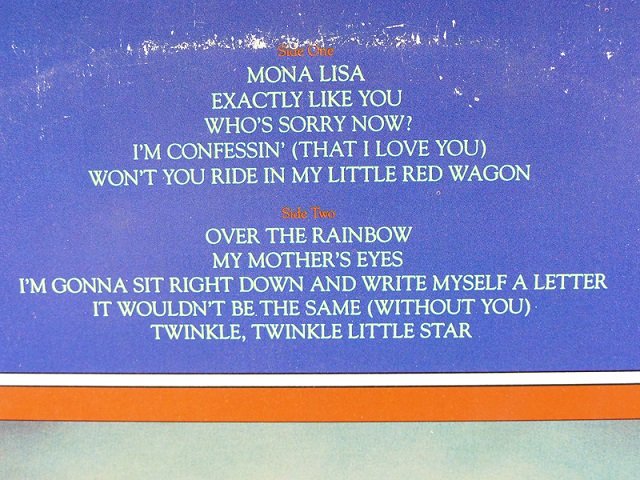 Side One
MONA LISA
EXACTLY LIKE YOU
WHO'S SORRY NOW?
I'M CONFESSIN' (THAT I LOVE YOU)
WON'T YOU RIDE IN MY LITTLE RED WAGON
Side Two
OVER THE RAINBOW
MY MOTHER'S EYES
I'M GONNA SIT RIGHT DOWN AND WRITE MYSELF A LETTER
IT WOULDN'T BE THE SAME (WITHOUT YOU)
TWINKLE, TWINKLE LITTLE STAR